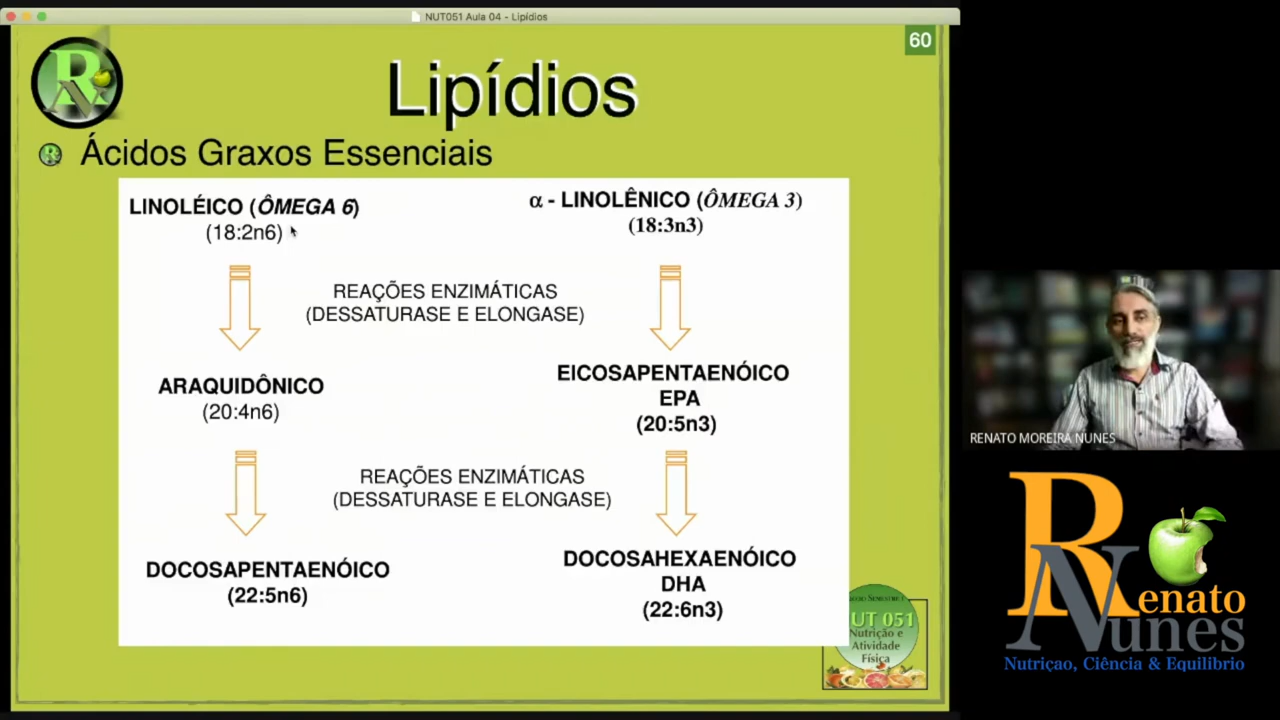 NUT051 Aula 04 - Lipídios
60
Lipídios
Ácidos Graxos Essenciais
LINOLÉICO (ÔMEGA 6)
(18:2n6)
α - LINOLÊNICO (ÔMEGA 3)
(18:3n3)
REAÇÕES ENZIMÁTICAS
(DESSATURASE E ELONGASE)
ARAQUIDÔNICO
(20:4n6)
EICOSAPENTAENÓICO
EPA
(20:5n3)
REAÇÕES ENZIMÁTICAS
(DESSATURASE E ELONGASE)
DOCOSAPENTAENÓICO
(22:5n6)
DOCOSAHEXAENÓICO
DHA
(22:6n3)
NUT 051
Nutrição e
Atividade
Física
RENATO MOREIRA NUNES
Renato
Nunes
Nutriçao, Ciência & Equilibrio